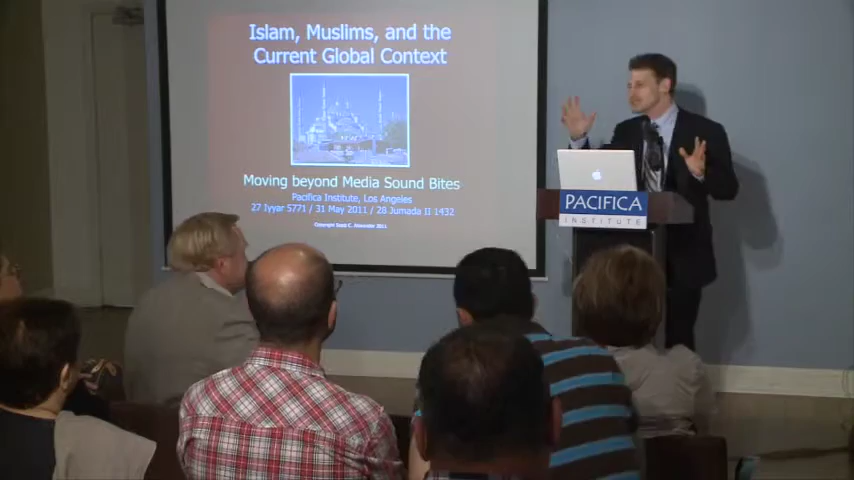 Islam, Muslims, and the
Current Global Context
Moving beyond Media Sound Bites
Pacifica Institute, Los Angeles
27 Iyyar 5771 / 31 May 2011 / 28 Jumada II 1432
PACIFICA
INSTITUTE